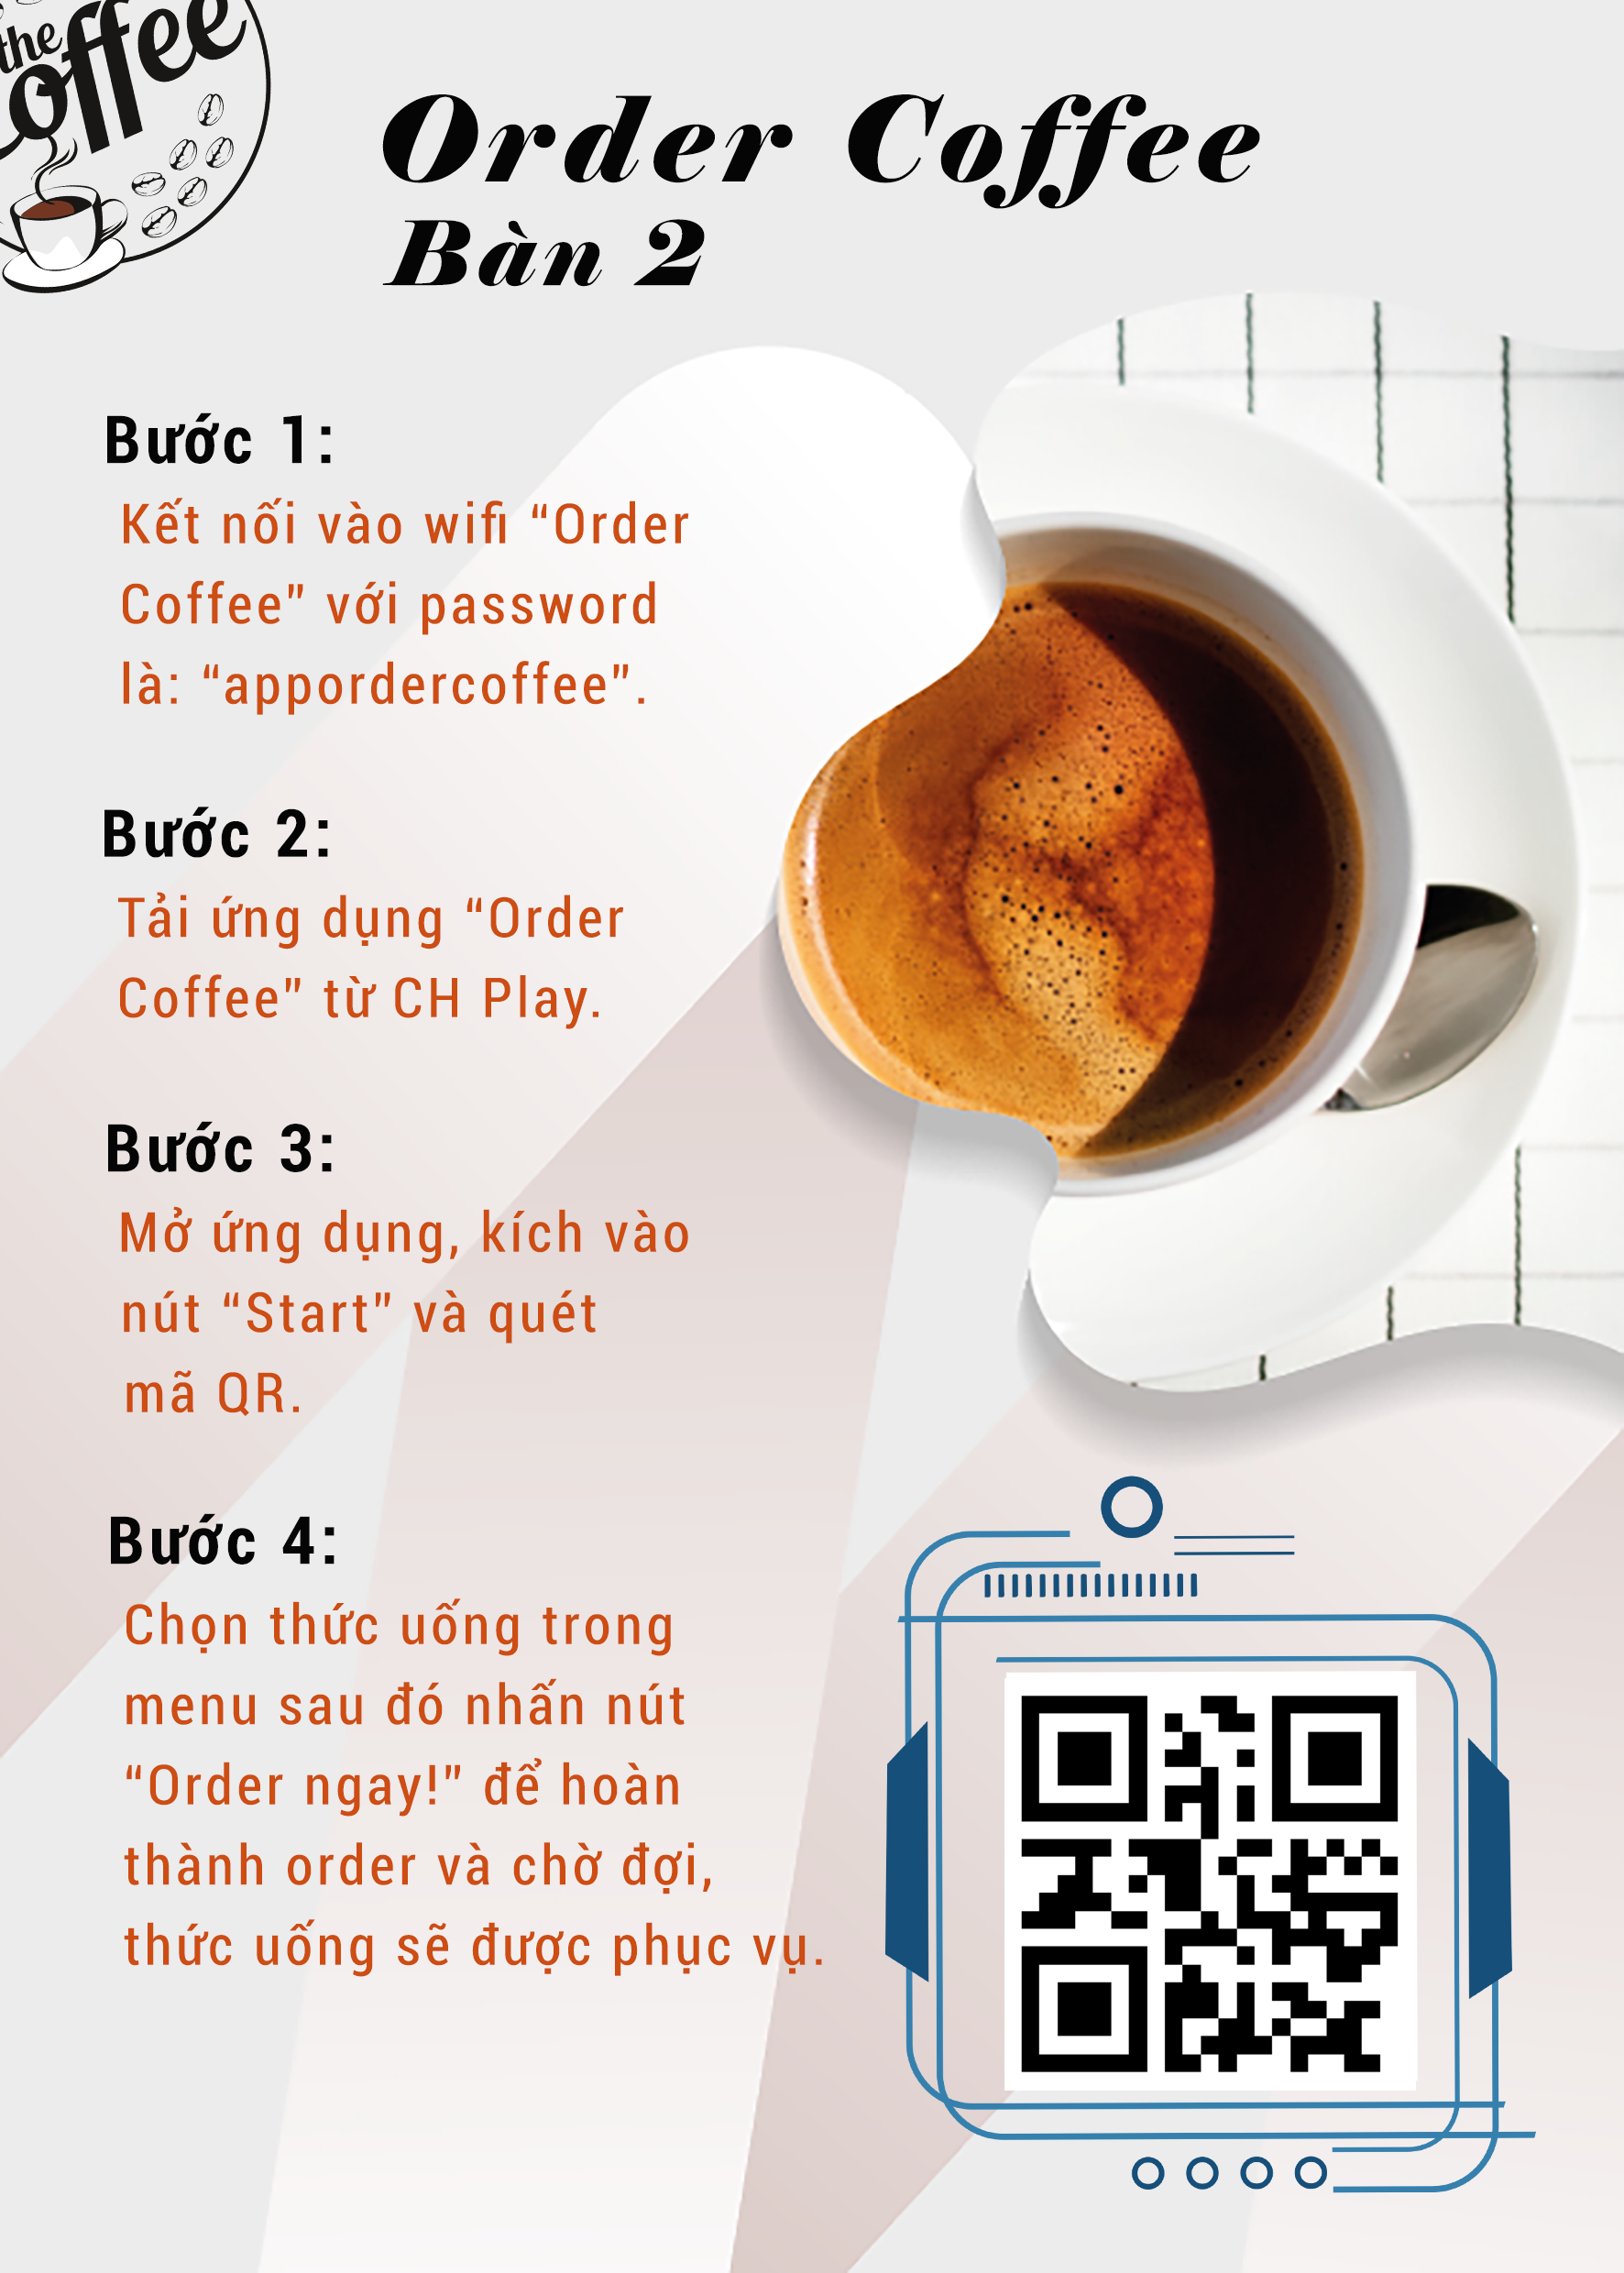 the
Coffee
Order Coffee
Bàn 2
Bước 1:
Kết nối vào wifi “Order
Coffee” với password
là: “appordercoffee”.
Bước 2:
Tải ứng dụng “Order
Coffee” từ CH Play.
Bước 3:
Mở ứng dụng, kích vào
nút “Start” và quét
mã QR.
Bước 4:
Chọn thức uống trong
menu sau đó nhấn nút
“Order ngay!” để hoàn
thành order và chờ đợi,
thức uống sẽ được phục vụ.